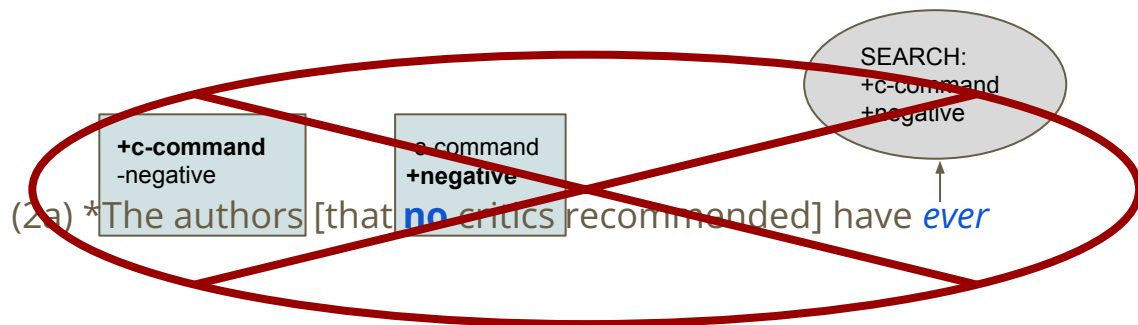 SEARCH:
+c-command
+negative
+c-command
-negative
-c-command
+negative
(2a) *The authors [that no critics recommended] have ever